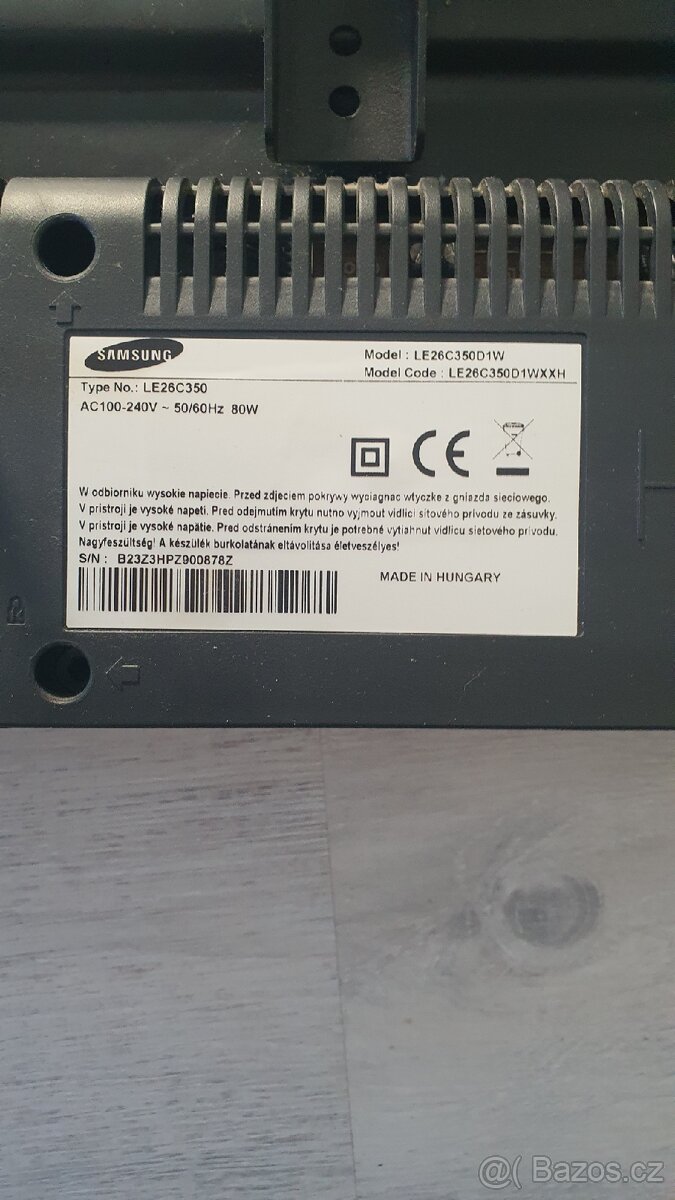 SAMSUNG
Model : LE26C350D1W
Model Code : LE26C350D1WXXH
Type No.: LE26C350
AC100-240V ~ 50/60Hz 80W
CE
W odbiorniku wysokie napiecie. Przed zdjeciem pokrywy wyciagnac wtyczke z gniazda sieciowego.
V pristroji je vysoké napeti. Pred odejmutim krytu nutno vyjmout vidlici sitového privodu ze zásuvky.
V pristroji je vysoké napätie. Pred odstránením krytu je potrebné vytiahnut vidlicu sietového privodu.
Nagyfeszültség! A készülék burkolatának eltávolitása életveszélyes!
S/N : B23Z3HPZ900878Z
MADE IN HUNGARY
@( Bazos.cz